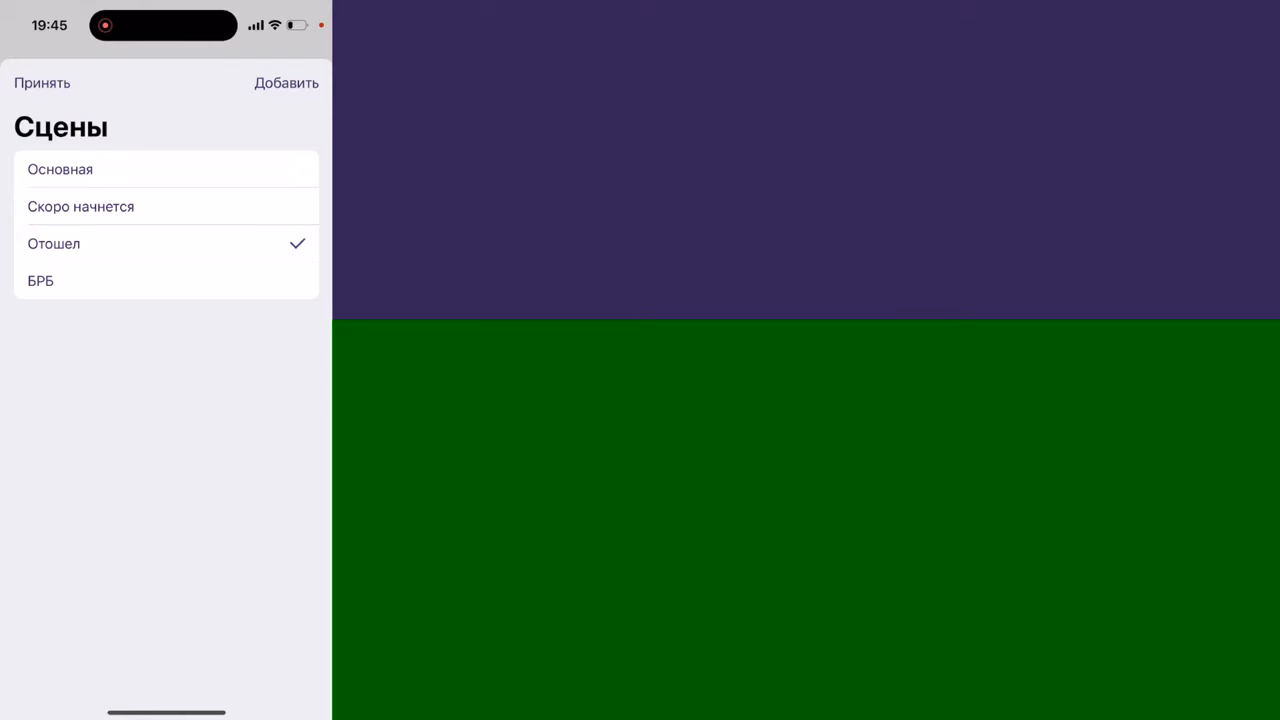 19:45
Принять
Добавить
Сцены
Основная
Скоро начнется
Отошел
БРБ